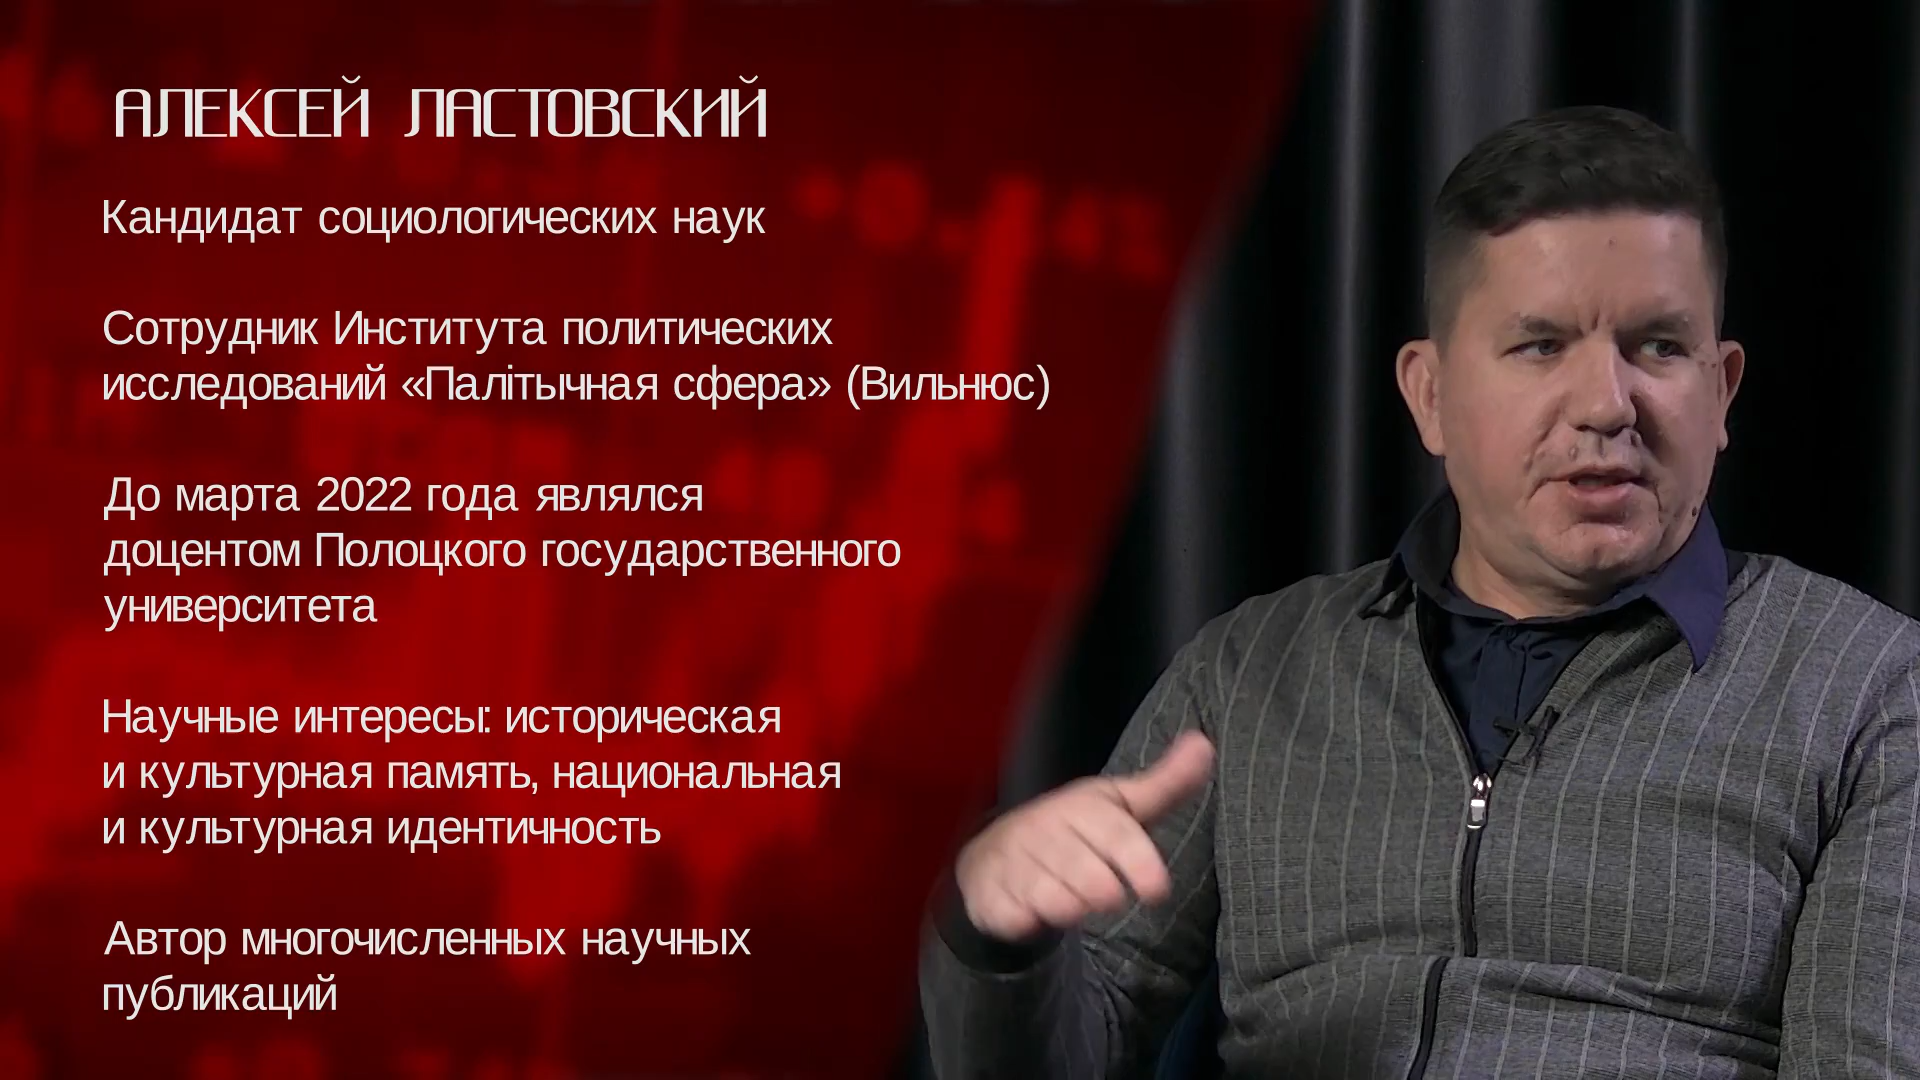 АЛЕКСЕЙ ЛАСТОВСКИЙ
Кандидат социологических наук
Сотрудник Института политических
исследований «Палітычная сфера» (Вильнюс)
До марта 2022 года являлся
доцентом Полоцкого государственного
университета
Научные интересы: историческая
и культурная память, национальная
и культурная идентичность
Автор многочисленных научных
публикаций